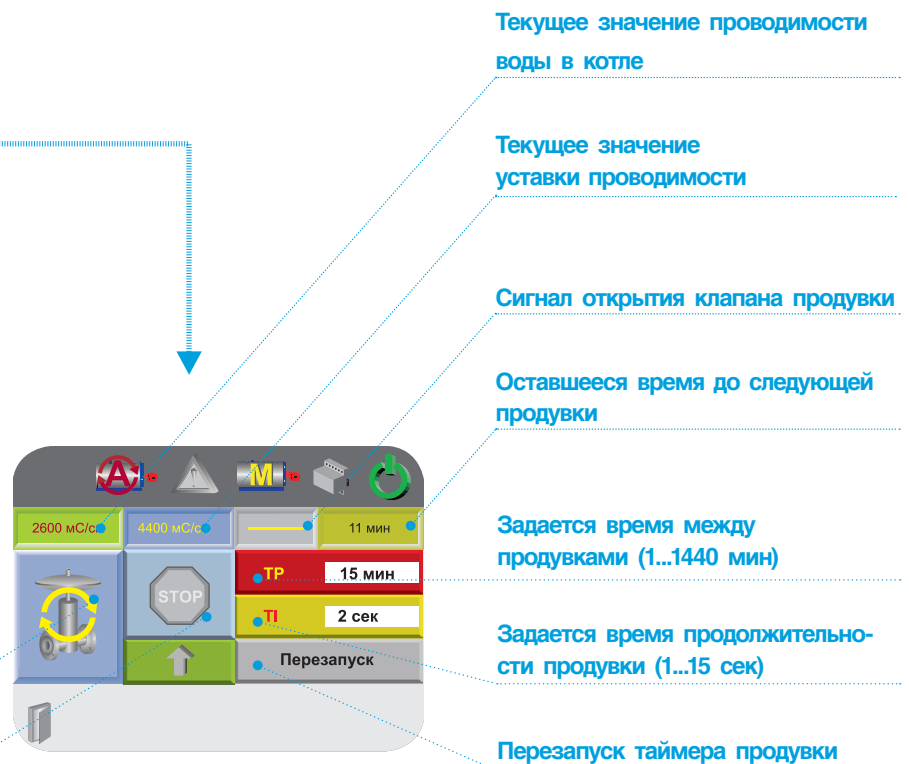 Текущее значение проводимости
воды в котле
Текущее значение
уставки проводимости
Сигнал открытия клапана продувки
Оставшееся время до следующей
продувки
Задается время между
продувками (1...1440 мин)
Задается время продолжительно-
сти продувки (1...15 сек)
Перезапуск таймера продувки
A
M
2600 мС/с
4400 мС/с
11 мин
STOP
TP 15 мин
TI 2 сек
Перезапуск